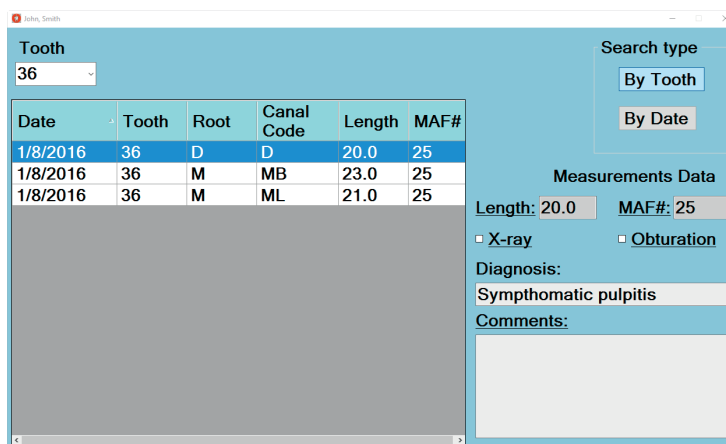 John, Smith
Tooth
36
Search type
By Tooth
By Date
Date Tooth Root Canal Code Length MAF#
1/8/2016 36 D D 20.0 25
1/8/2016 36 M MB 23.0 25
1/8/2016 36 M ML 21.0 25
Measurements Data
Length: 20.0 MAF#: 25
X-ray Obturation
Diagnosis:
Sympthomatic pulpitis
Comments: